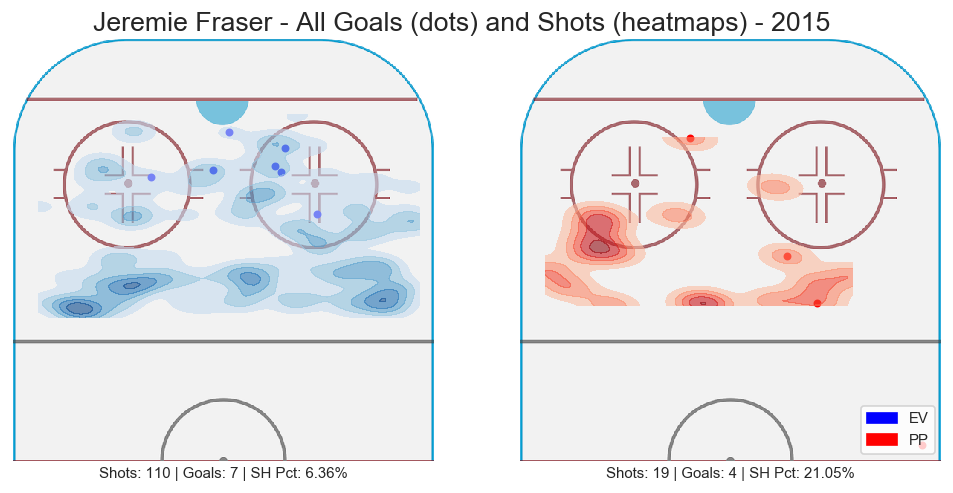 Jeremie Fraser - All Goals (dots) and Shots (heatmaps) - 2015
EV
PP
Shots: 110 | Goals: 7 | SH Pct: 6.36%
Shots: 19 | Goals: 4 | SH Pct: 21.05%